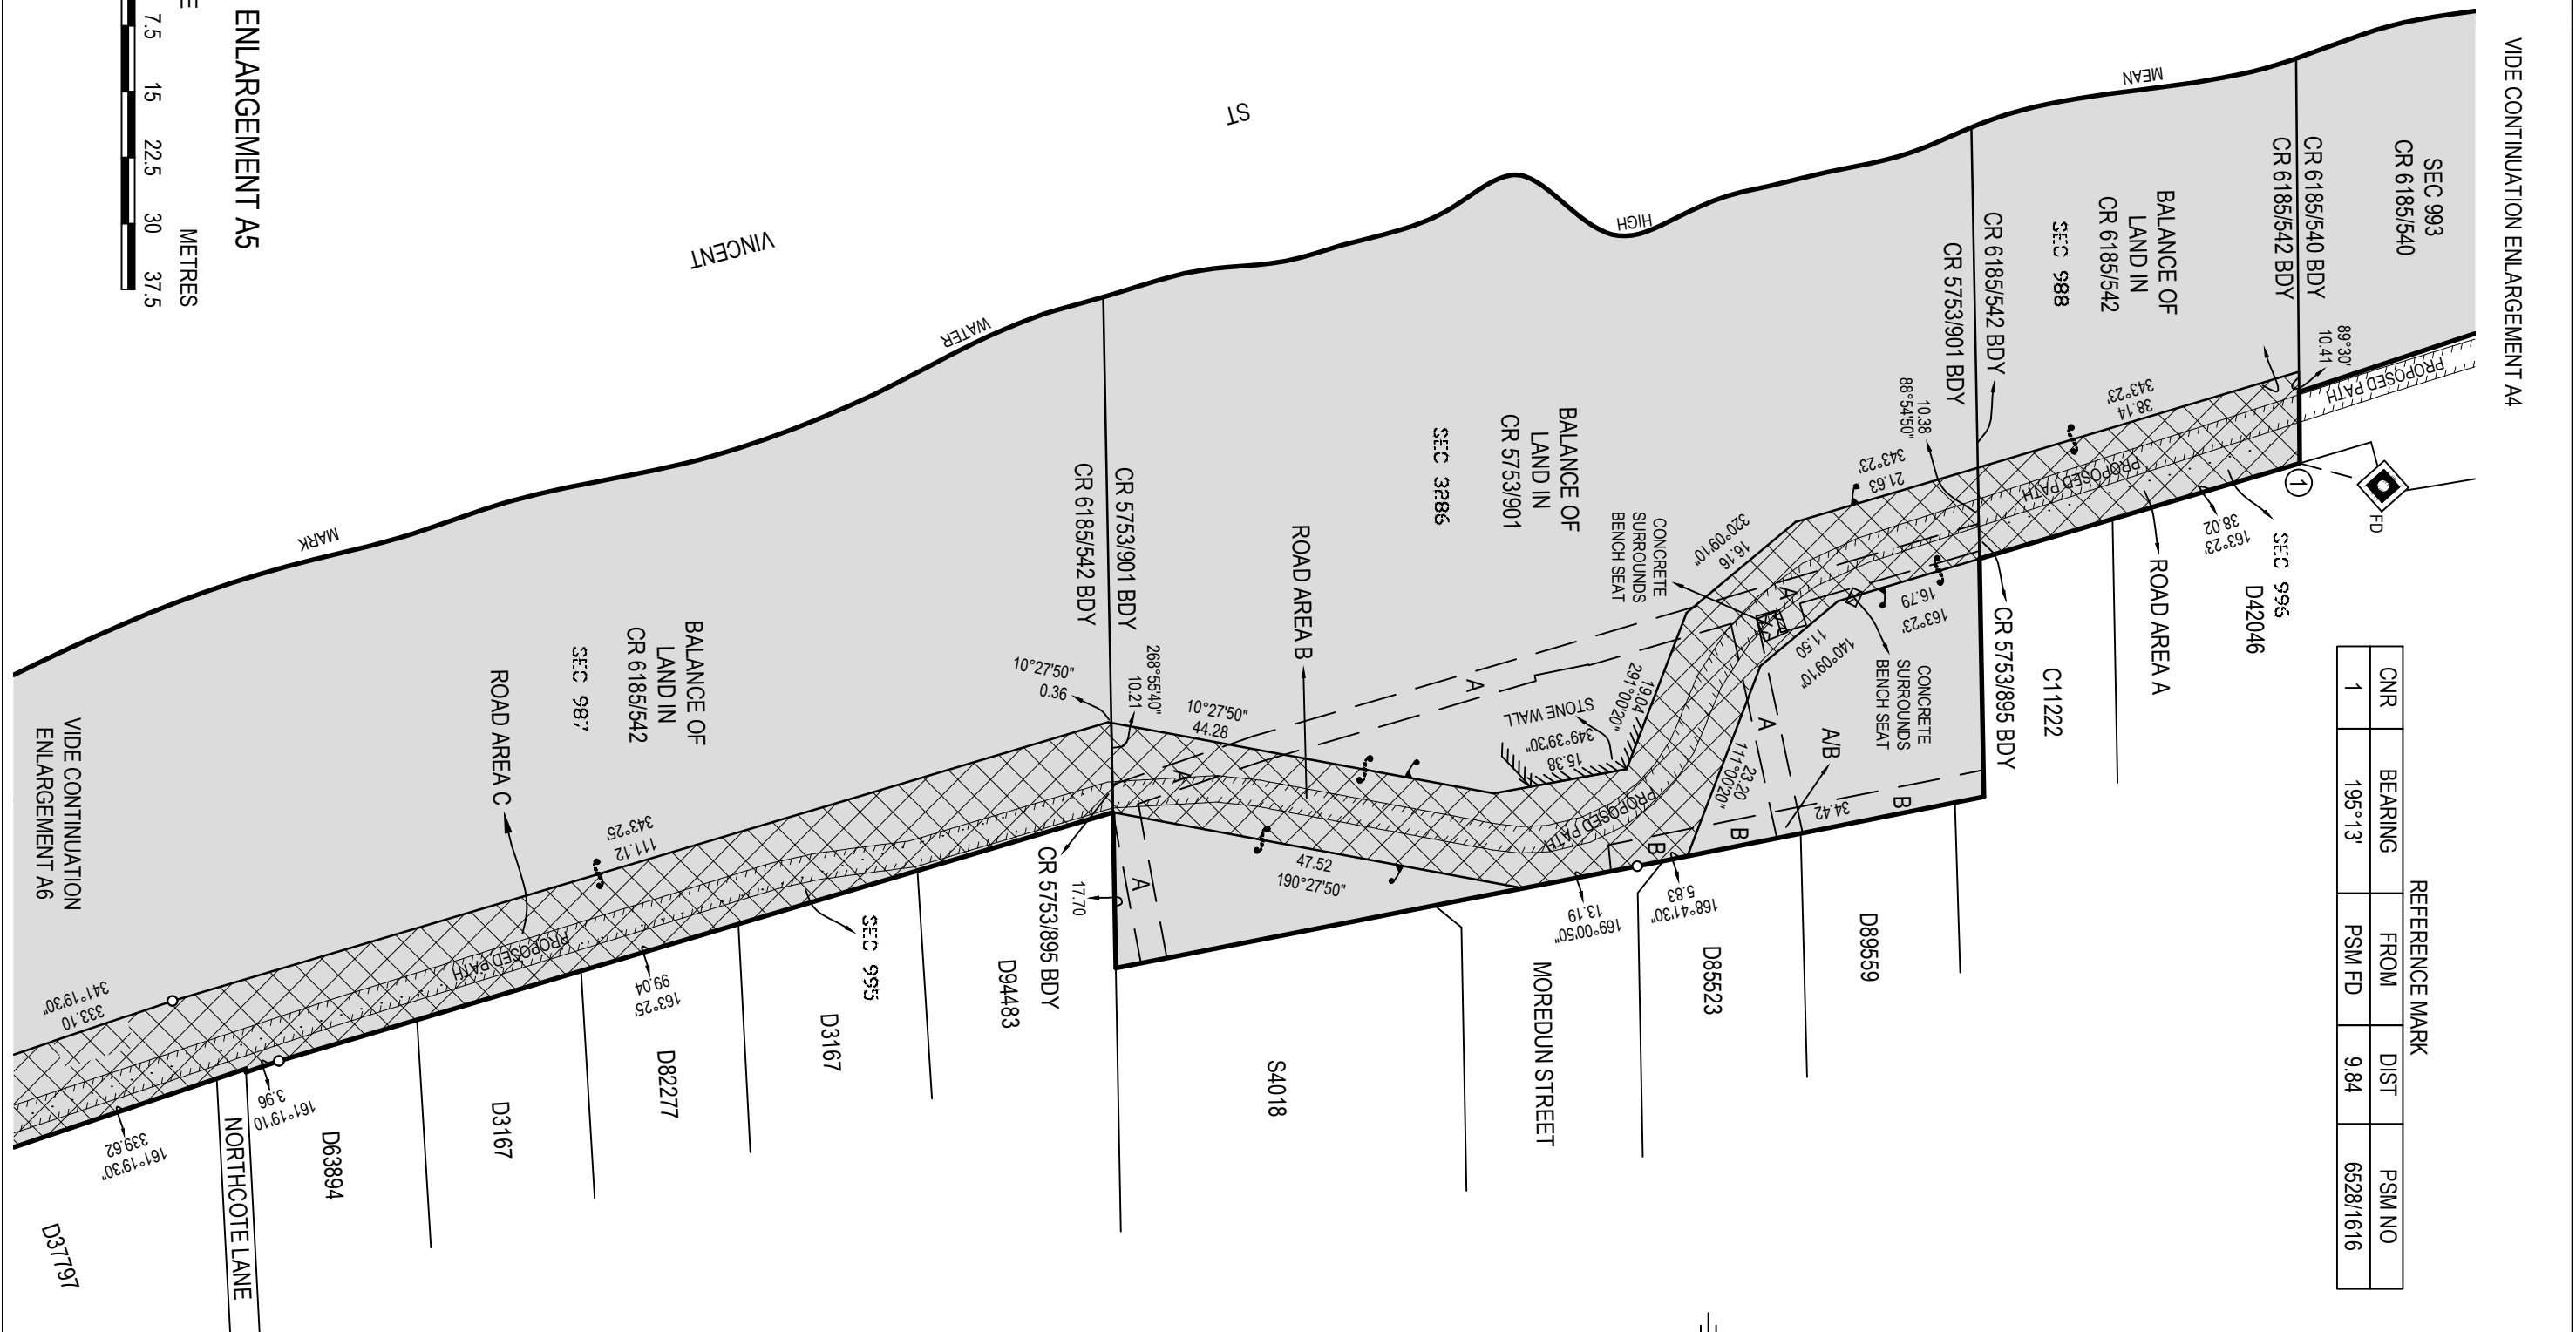 VIDE CONTINUATION ENLARGEMENT A4
SEC 993
CR 6185/540
MEAN
CR 6185/540 BDY
CR 6185/542 BDY
89°30'
10.41
PROPOSED PATH
FD
1
BALANCE OF
LAND IN
CR 6185/542
SEC 988
343°23'
38.14
PROPOSED PATH
163°23'
38.02
SEC 996
D42046
ROAD AREA A
C11222
REFERENCE MARK
CNR BEARING FROM DIST PSM NO
1 195°13' PSM FD 9.84 6528/1616
CR 6185/542 BDY
CR 5753/901 BDY
10.38
88°54'50"
CR 5753/895 BDY
343°23'
21.63
163°23'
16.79
CONCRETE
SURROUNDS
BENCH SEAT
HIGH
BALANCE OF
LAND IN
CR 5753/901
SEC 3286
CONCRETE
SURROUNDS
BENCH SEAT
320°09'10"
16.16
A
140°09'10"
11.50
291°00'20"
19.04
A
A/B
B
34.42
111°00'20"
23.20
B
B
STONE WALL
349°39'30"
15.38
PROPOSED PATH
168°41'30"
5.83
169°00'50"
13.19
D89559
D85523
MOREDUN STREET
ST
VINCENT
ROAD AREA B
A
10°27'50"
44.28
47.52
190°27'50"
S4018
WATER
CR 5753/901 BDY
CR 6185/542 BDY
268°55'40"
10.21
10°27'50"
0.36
A
A
17.70
CR 5753/895 BDY
D94483
BALANCE OF
LAND IN
CR 6185/542
SEC 987
ROAD AREA C
343°25'
111.12
SEC 995
D3167
163°25'
99.04
D82277
PROPOSED PATH
D3167
MARK
341°19'30"
333.10
161°19'10
3.96
D63894
NORTHCOTE LANE
161°19'30"
339.62
D37797
VIDE CONTINUATION
ENLARGEMENT A6
ENLARGEMENT A5
METRES
7.5 15 22.5 30 37.5